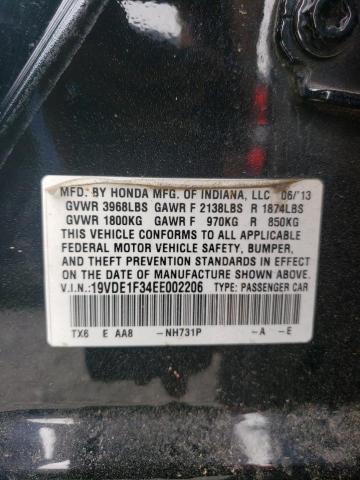 MFD. BY HONDA MFG. OF INDIANA, LLC 06/'13
GVWR 3968LBS GAWR F 2138LBS R 1874LBS
GVWR 1800KG GAWR F 970KG R 850KG
THIS VEHICLE CONFORMS TO ALL APPLICABLE
FEDERAL MOTOR VEHICLE SAFETY, BUMPER,
AND THEFT PREVENTION STANDARDS IN EFFECT
ON THE DATE OF MANUFACTURE SHOWN ABOVE.
V.I.N.:19VDE1F34EE002206 TYPE: PASSENGER CAR
TX6 E AA8 -NH731P -A -E